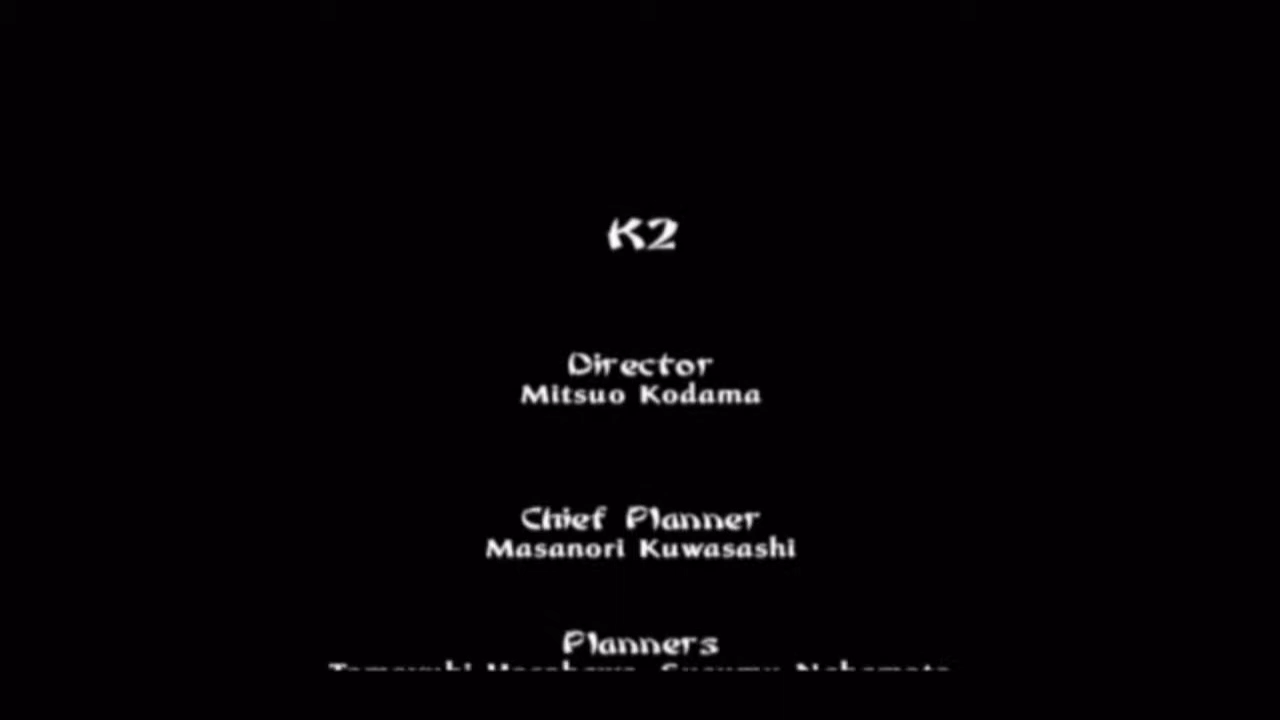 K2
Director
Mitsuo Kodama
Chief Planner
Masanori Kuwasashi
Planners